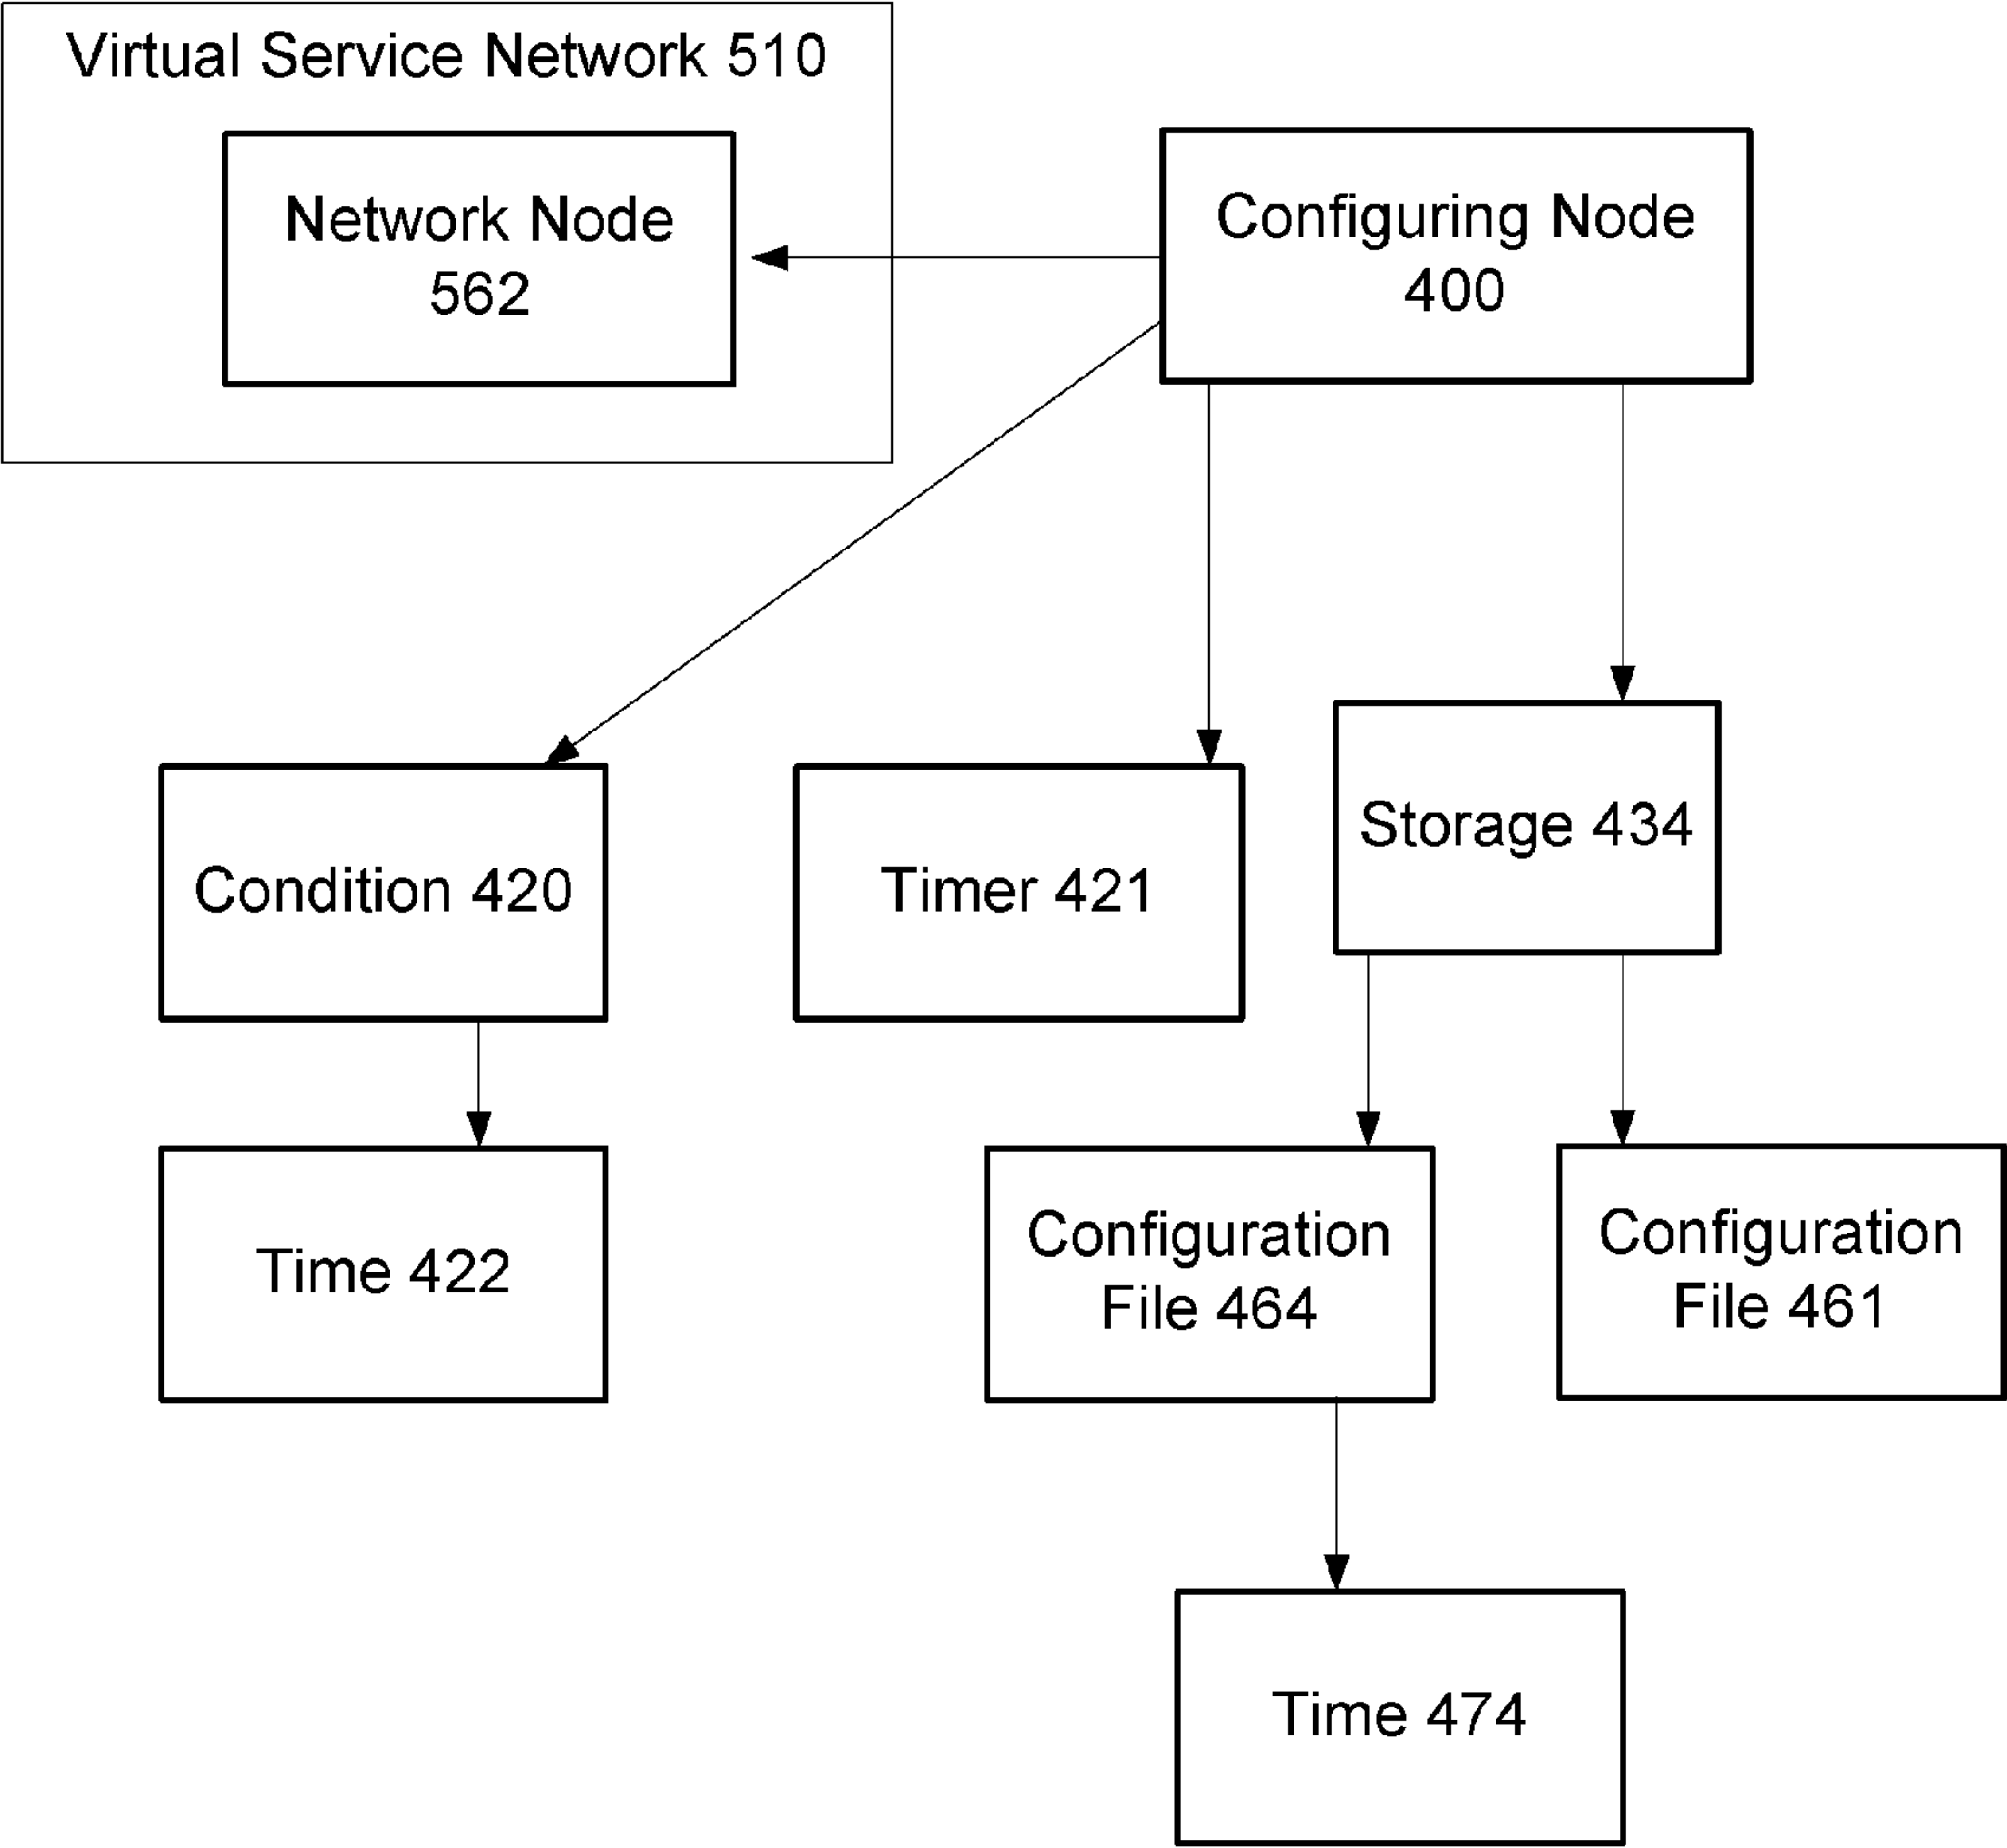 Virtual Service Network 510
Network Node
562
Configuring Node
400
Condition 420
Timer 421
Storage 434
Time 422
Configuration
File 464
Configuration
File 461
Time 474